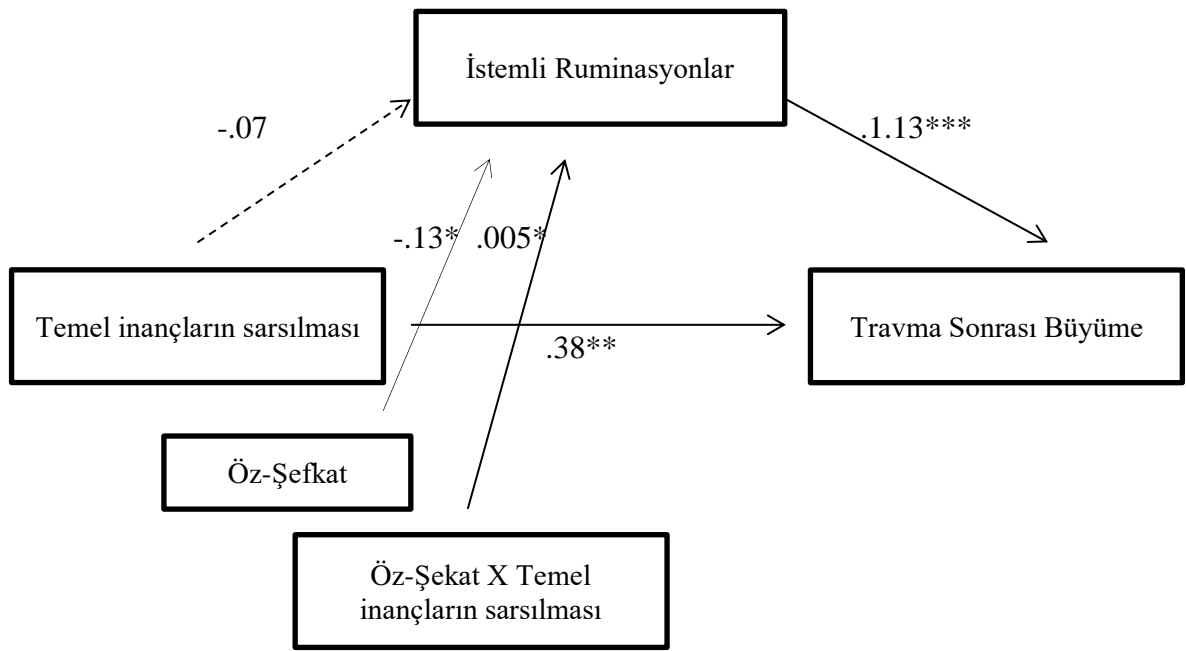 İstemli Ruminasyonlar
-.07
.1.13***
-.13* .005*
Temel inançların sarsılması
Travma Sonrası Büyüme
.38**
Öz-Şefkat
Öz-Şekat X Temel
inançların sarsılması